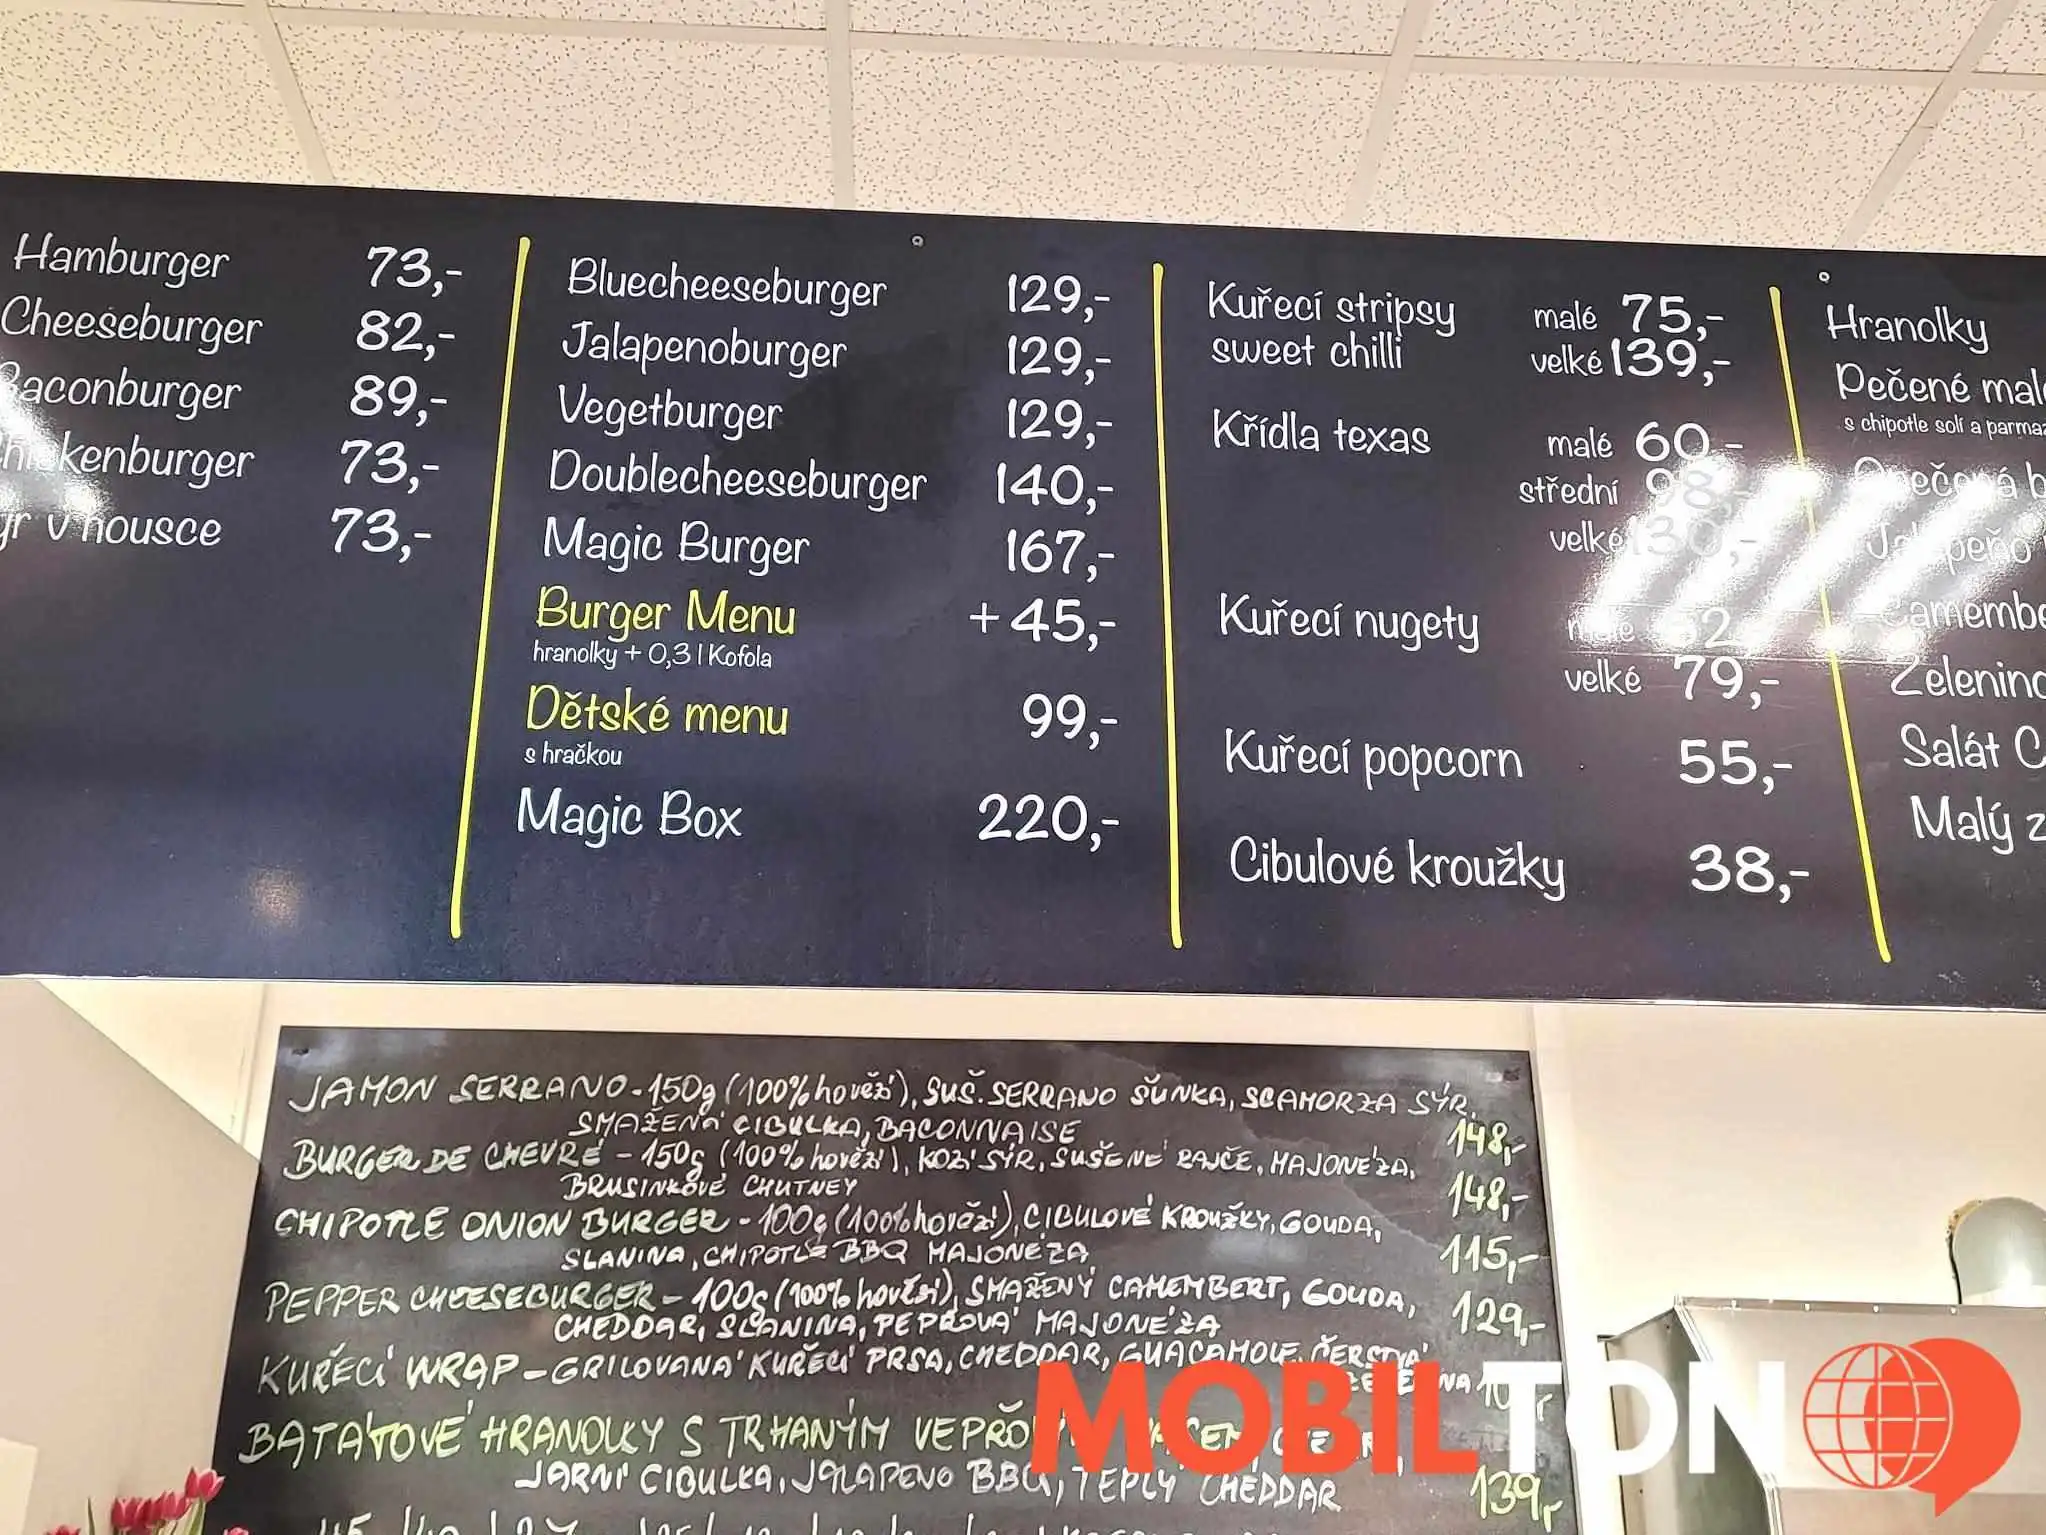 Hamburger 73,-
Cheeseburger 82,-
Baconburger 89,-
Chickenburger 73,-
yr v housce 73,-
Bluecheeseburger 129,-
Jalapenoburger 129,-
Vegetburger 129,-
Doublecheeseburger 140,-
Magic Burger 167,-
Burger Menu +45,-
hranolky + 0,3 l Kofola
Dětské menu 99,-
s hračkou
Magic Box 220,-
Kuřecí stripsy malé 75,-
sweet chilli velké 139,-
Křídla texas malé 60,-
střední 98,-
velké 130,-
Kuřecí nugety malé
velké 79,-
Kuřecí popcorn 55,-
Cibulové kroužky 38,-
Hranolky
Pečené
s chipotle solí a
Salát
Malý
JAMON SERRANO - 150g (100% hovězí), SUŠ. SERRANO ŠUNKA, SCAMORZA SÝR,
SMAŽENÁ CIBULKA, BACONNAISE 148,-
BURGER DE CHEVRE - 150g (100% hovězí), KOZÍ SÝR, SUŠENÉ RAJČE, MAJONÉZA,
BRUSINKOVÉ CHUTNEY 148,-
CHIPOTLE ONION BURGER - 100g (100% hovězí), CIBULOVÉ KROUŽKY, GOUDA,
SLANINA, CHIPOTLE BBQ MAJONÉZA 115,-
PEPPER CHEESEBURGER - 100g (100% hovězí), SMAŽENÝ CAMEMBERT, GOUDA,
CHEDDAR, SLANINA, PEPŘOVÁ MAJONÉZA 129,-
KUŘECÍ WRAP - GRILOVANÁ KUŘECÍ PRSA, CHEDDAR, GUACAMOLE, ČERSTVÁ
BATÁTOVÉ HRANOLKY S TRHANÝM
JARNÍ CIBULKA, JALAPENO BBQ, TEPLÝ CHEDDAR 139,-
MOBILTON